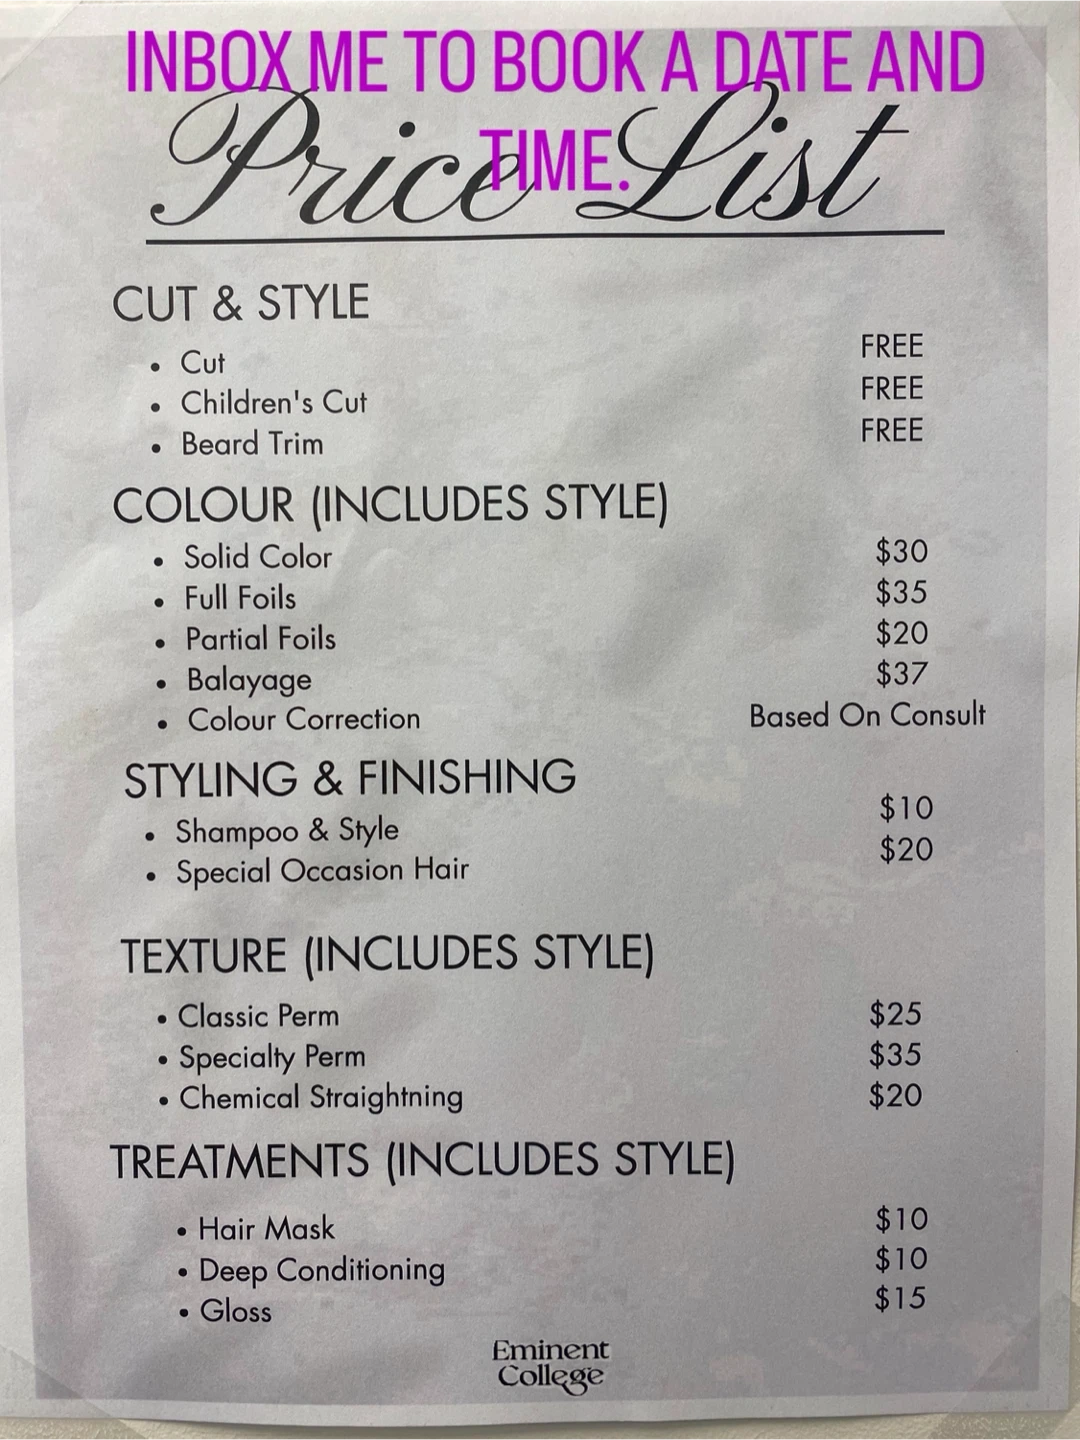 INBOX ME TO BOOK A DATE AND
TIME.
Price List
CUT & STYLE
• Cut FREE
• Children's Cut FREE
• Beard Trim FREE
COLOUR (INCLUDES STYLE)
• Solid Color $30
• Full Foils $35
• Partial Foils $20
• Balayage $37
• Colour Correction Based On Consult
STYLING & FINISHING
• Shampoo & Style $10
• Special Occasion Hair $20
TEXTURE (INCLUDES STYLE)
• Classic Perm $25
• Specialty Perm $35
• Chemical Straightning $20
TREATMENTS (INCLUDES STYLE)
• Hair Mask $10
• Deep Conditioning $10
• Gloss $15
Eminent
College